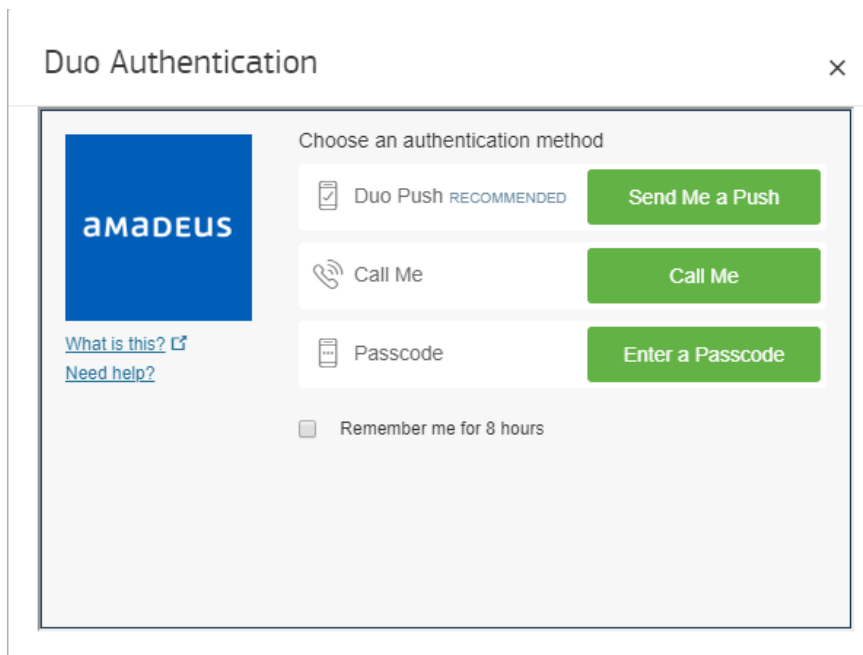 Duo Authentication
×
aмaDEUS
What is this?
Need help?
Choose an authentication method
Duo Push RECOMMENDED Send Me a Push
Call Me Call Me
Passcode Enter a Passcode
Remember me for 8 hours